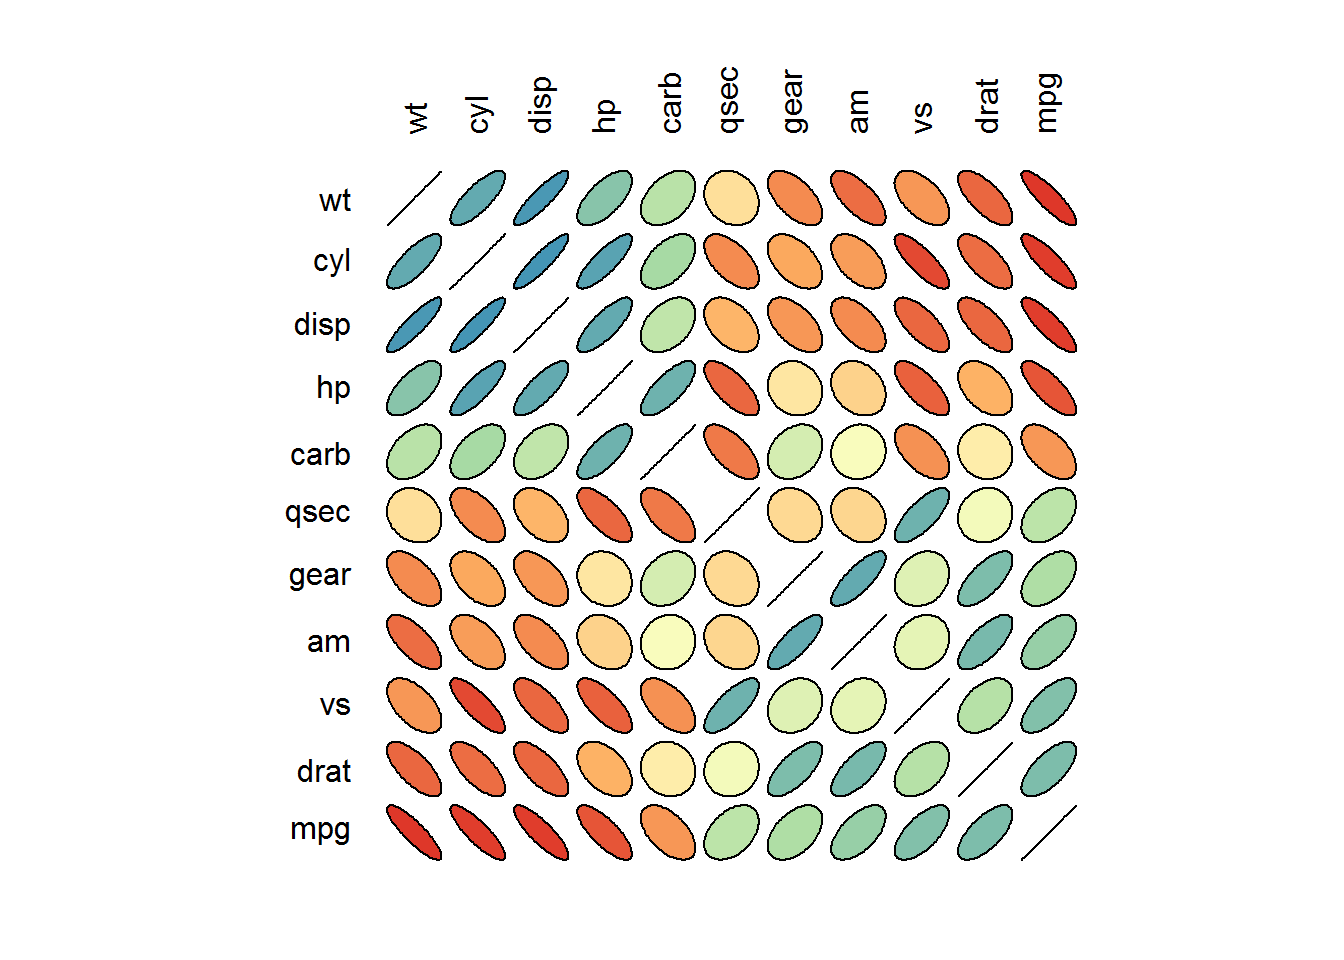 wt cyl disp hp carb qsec gear am vs drat mpg
wt
cyl
disp
hp
carb
qsec
gear
am
vs
drat
mpg